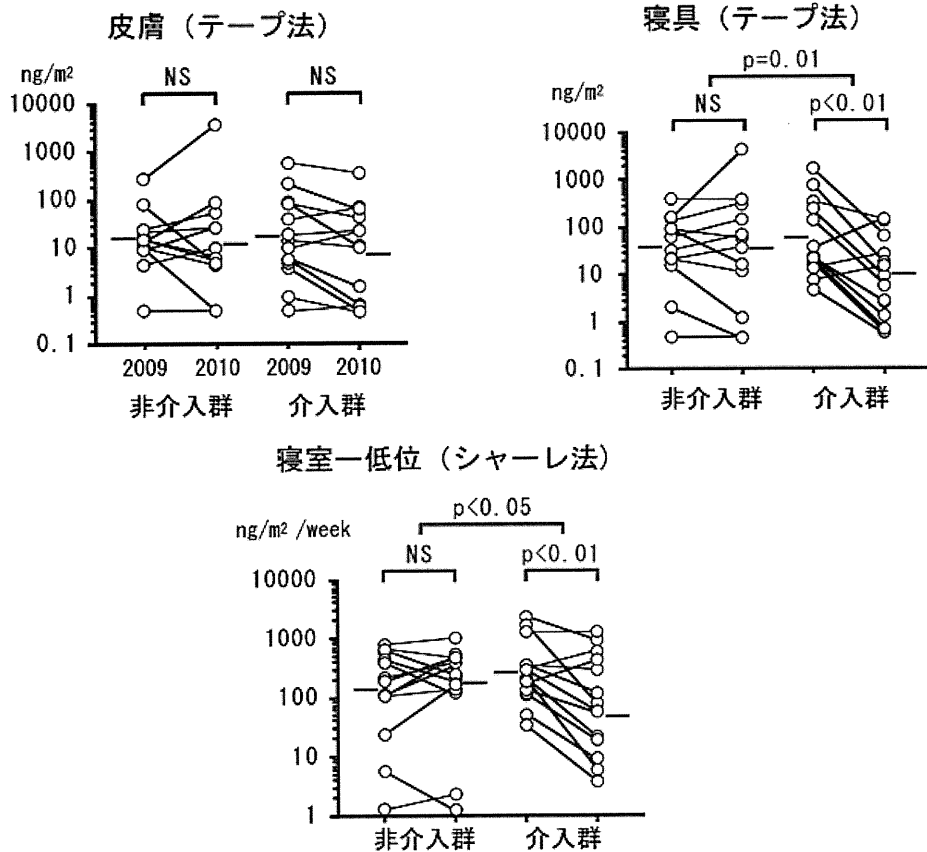 皮膚（テープ法）
ng/m²
NS
NS
10000
1000
100
10
1
0.1
2009
2010
2009
2010
非介入群
介入群
寝具（テープ法）
p=0.01
ng/m²
NS
p<0.01
10000
1000
100
10
1
0.1
非介入群
介入群
寝室ー低位（シャーレ法）
p<0.05
ng/m² /week
NS
p<0.01
10000
1000
100
10
1
非介入群
介入群